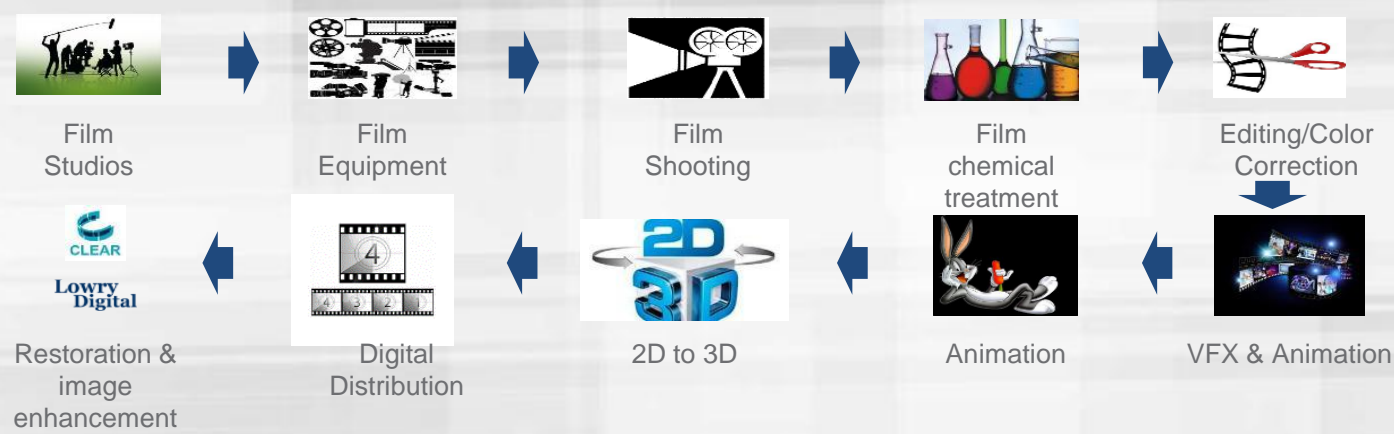 Film
Studios
Film
Equipment
Film
Shooting
Film
chemical
treatment
Editing/Color
Correction
CLEAR
Lowry
Digital
Restoration &
image
enhancement
4
4 3 2 1
Digital
Distribution
2D
3D
2D to 3D
Animation
VFX & Animation